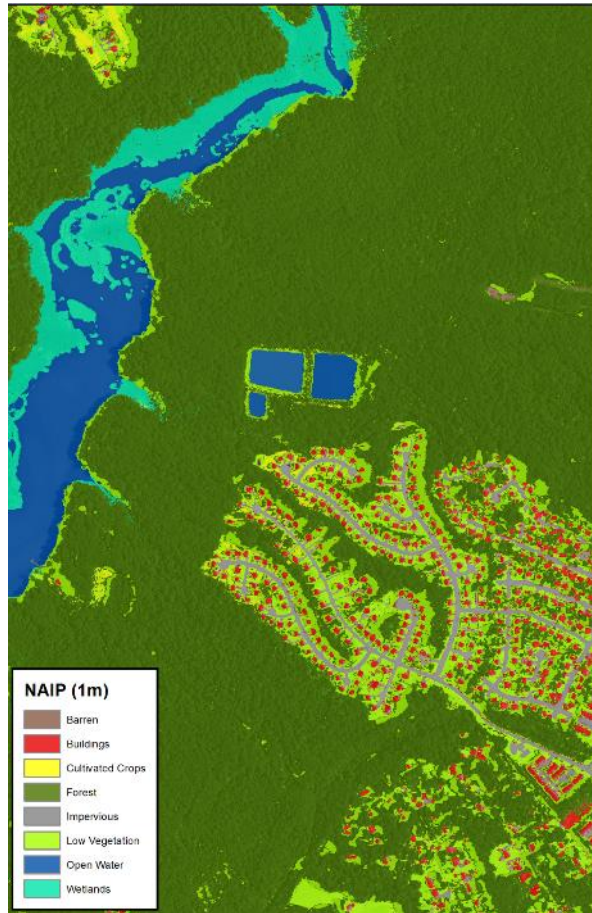 NAIP (1m)
Barren
Buildings
Cultivated Crops
Forest
Impervious
Low Vegetation
Open Water
Wetlands